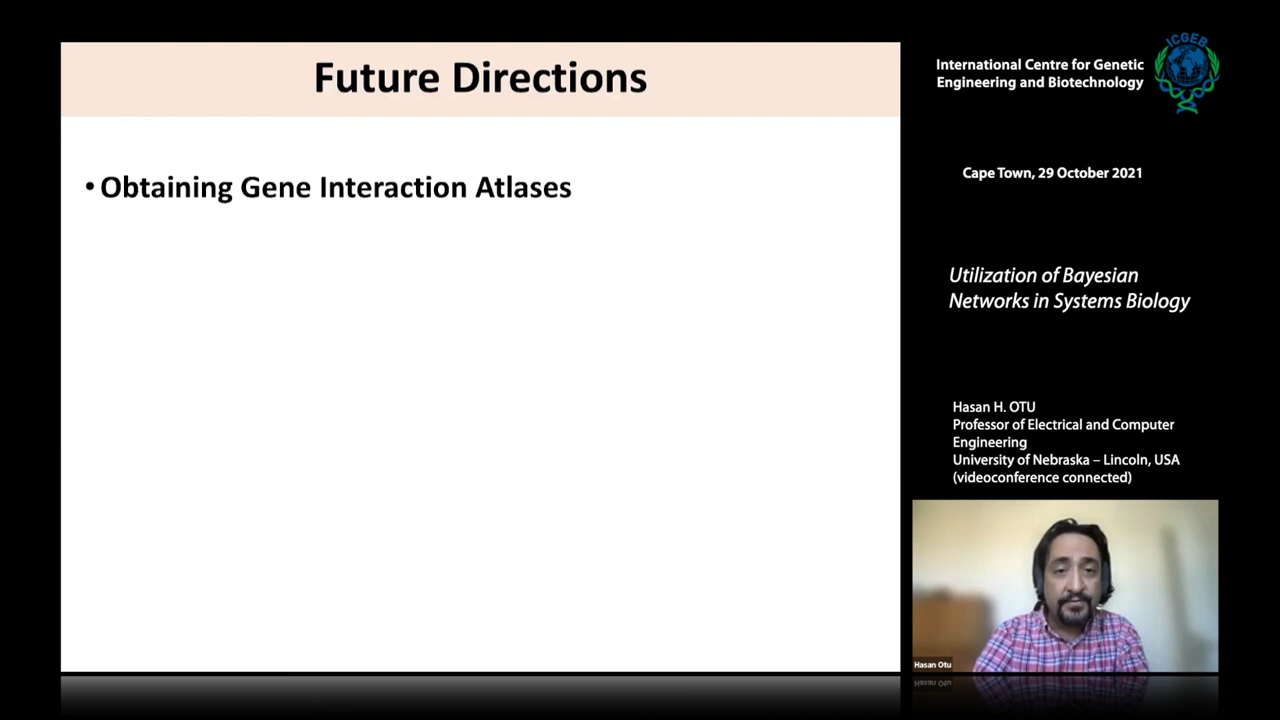 Future Directions
• Obtaining Gene Interaction Atlases
International Centre for Genetic
Engineering and Biotechnology
ICGEB
Cape Town, 29 October 2021
Utilization of Bayesian
Networks in Systems Biology
Hasan H. OTU
Professor of Electrical and Computer
Engineering
University of Nebraska – Lincoln, USA
(videoconference connected)
Hasan Otu